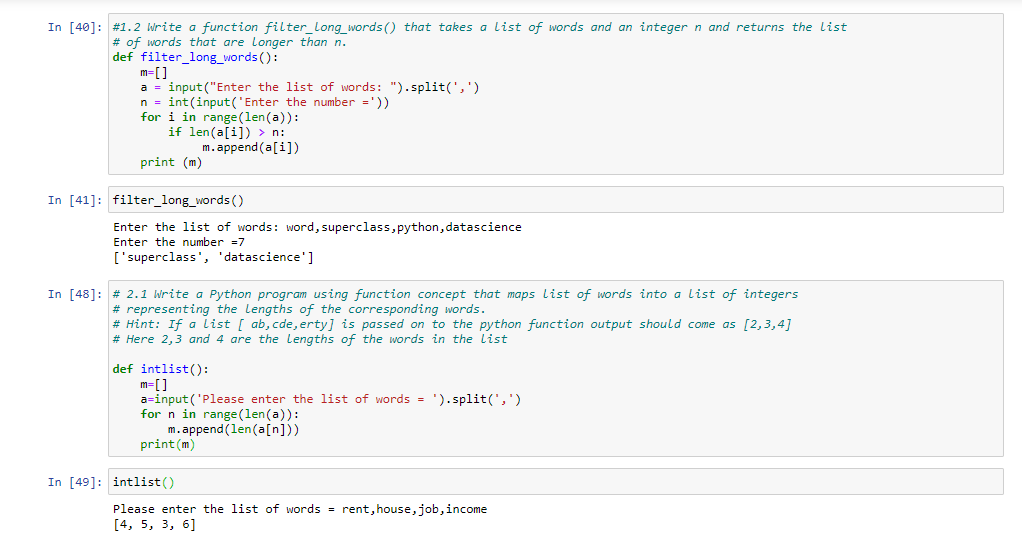 In [40]: #1.2 Write a function filter_long_words() that takes a list of words and an integer n and returns the list
# of words that are longer than n.
def filter_long_words():
    m=[]
    a = input("Enter the list of words: ").split(',')
    n = int(input('Enter the number ='))
    for i in range(len(a)):
        if len(a[i]) > n:
             m.append(a[i])
    print (m)
In [41]: filter_long_words()
Enter the list of words: word,superclass,python,datascience
Enter the number =7
['superclass', 'datascience']
In [48]: # 2.1 Write a Python program using function concept that maps list of words into a list of integers
# representing the lengths of the corresponding words.
# Hint: If a list [ ab,cde,erty] is passed on to the python function output should come as [2,3,4]
# Here 2,3 and 4 are the lengths of the words in the list
def intlist():
    m=[]
    a=input('Please enter the list of words = ').split(',')
    for n in range(len(a)):
        m.append(len(a[n]))
    print(m)
In [49]: intlist()
Please enter the list of words = rent,house,job,income
[4, 5, 3, 6]